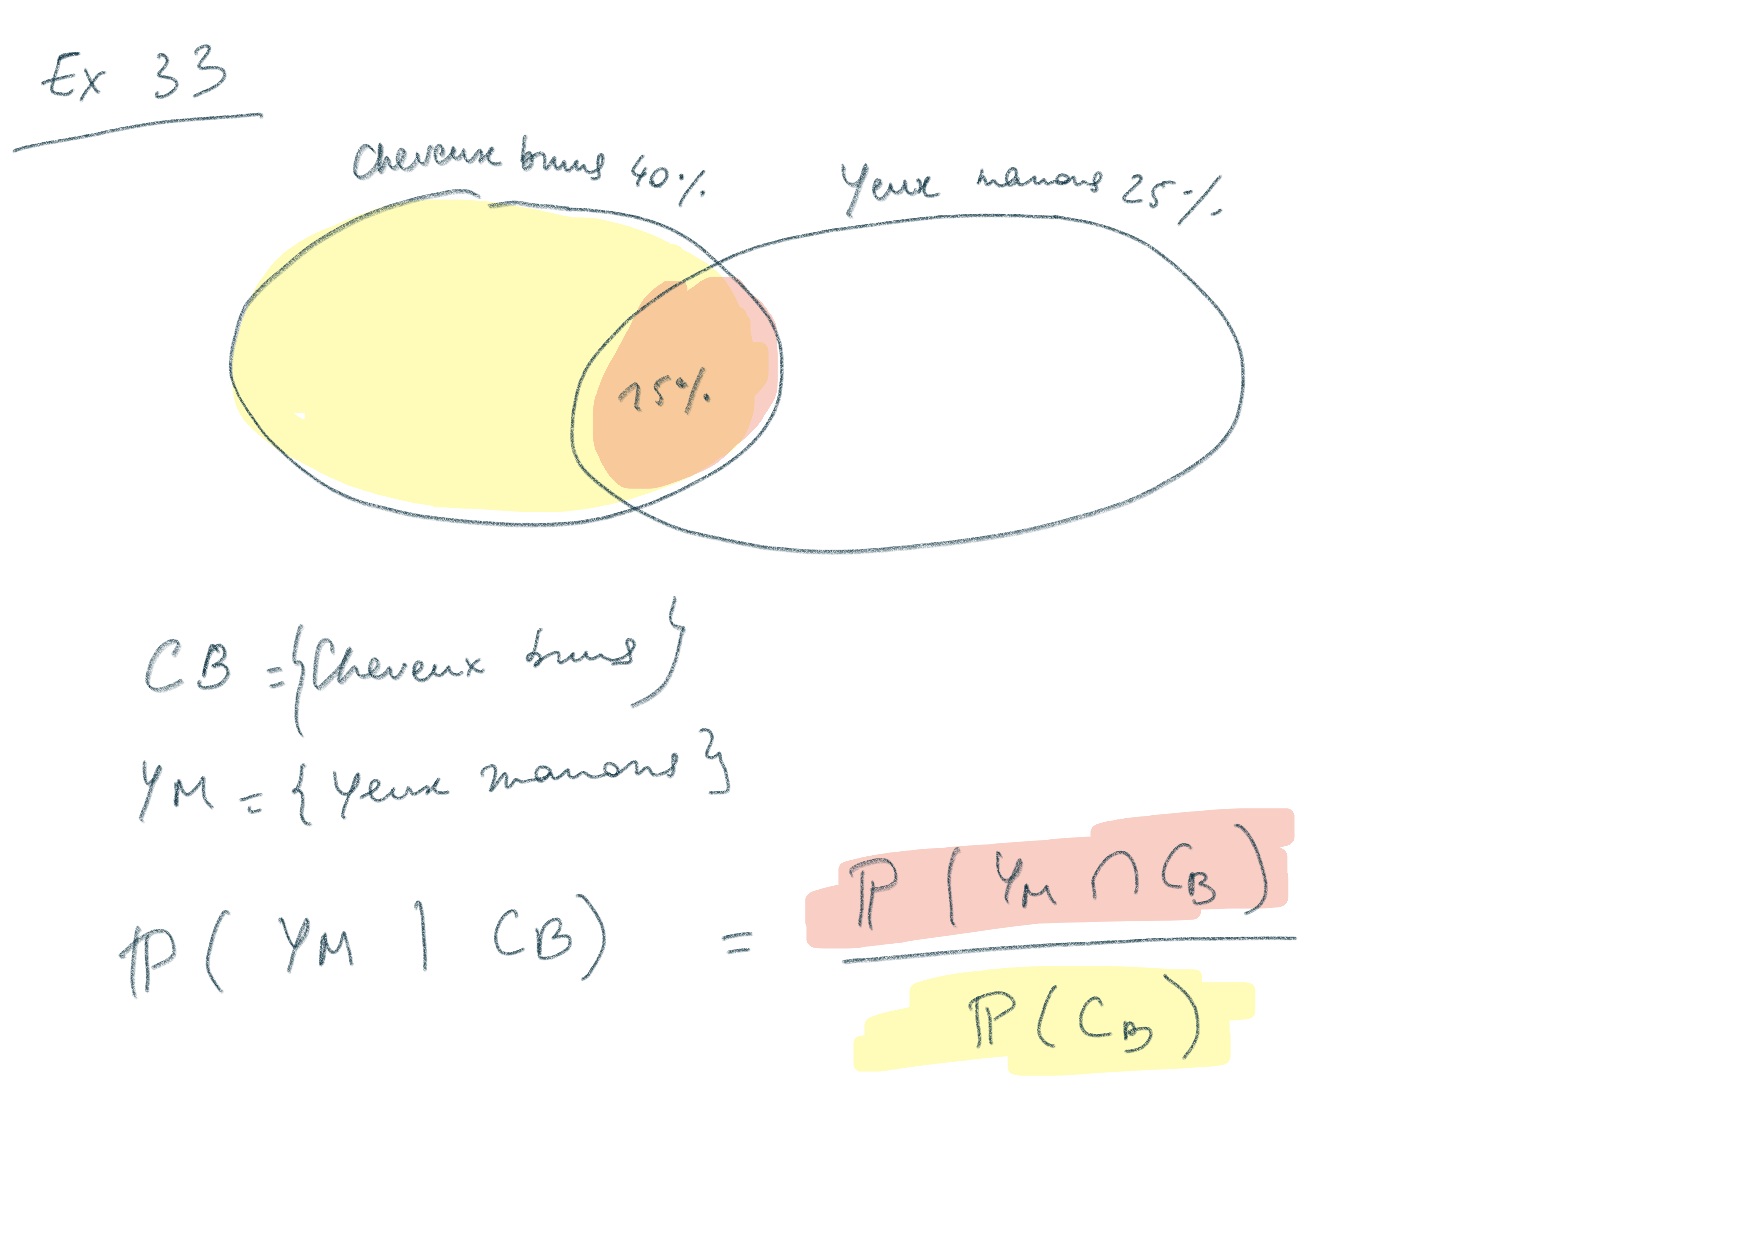 Ex 33
Cheveux bruns 40%
Yeux marrons 25%
15%
CB = {Cheveux bruns}
YM = {Yeux marrons}
ℙ(YM | CB) = ℙ(YM ∩ CB)
ℙ(CB)